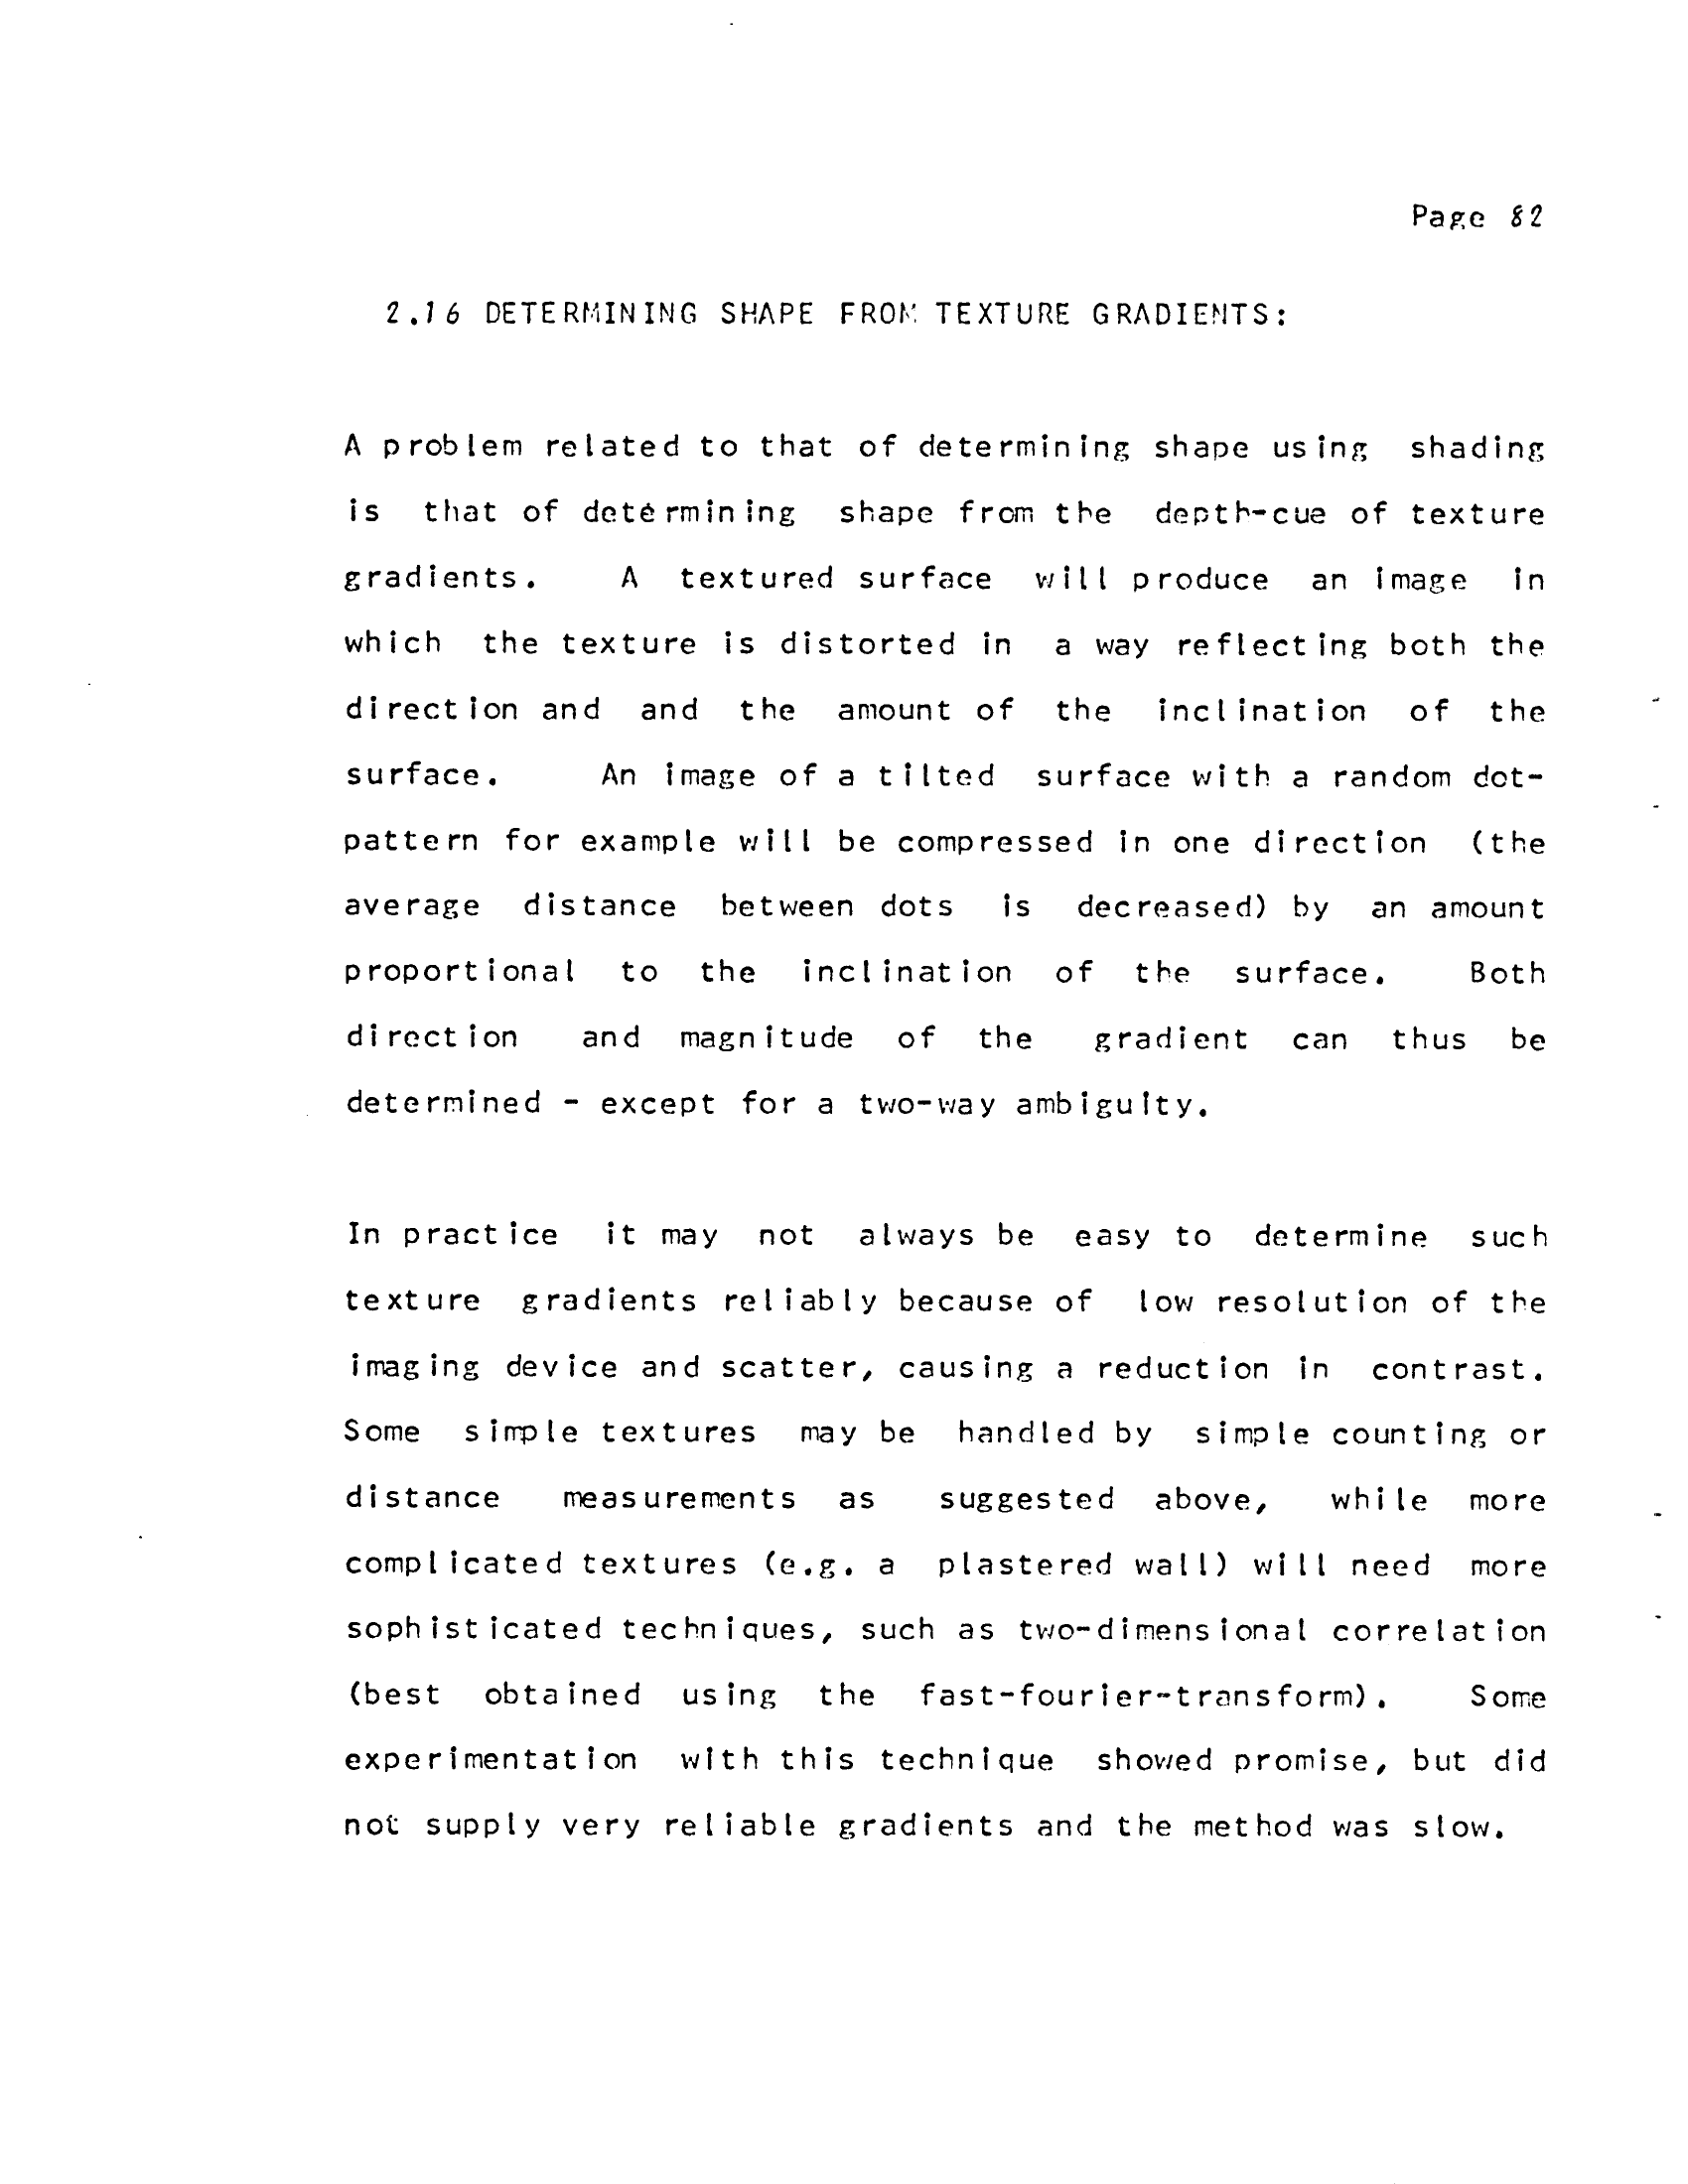 Page 82
2.16 DETERMINING SHAPE FROM TEXTURE GRADIENTS:
A problem related to that of determining shape using shading
is that of determining shape from the depth-cue of texture
gradients. A textured surface will produce an image in
which the texture is distorted in a way reflecting both the
direction and and the amount of the inclination of the
surface. An image of a tilted surface with a random dot-
pattern for example will be compressed in one direction (the
average distance between dots is decreased) by an amount
proportional to the inclination of the surface. Both
direction and magnitude of the gradient can thus be
determined - except for a two-way ambiguity.
In practice it may not always be easy to determine such
texture gradients reliably because of low resolution of the
imaging device and scatter, causing a reduction in contrast.
Some simple textures may be handled by simple counting or
distance measurements as suggested above, while more
complicated textures (e.g. a plastered wall) will need more
sophisticated techniques, such as two-dimensional correlation
(best obtained using the fast-fourier-transform). Some
experimentation with this technique showed promise, but did
not supply very reliable gradients and the method was slow.